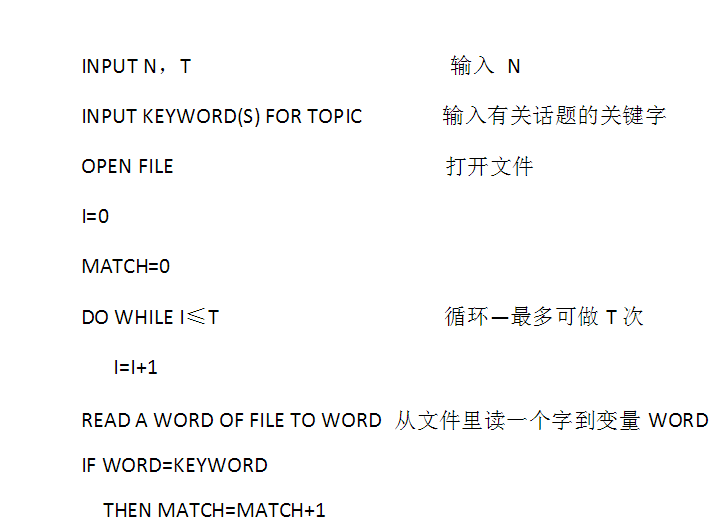 INPUT N，T 输入 N
INPUT KEYWORD(S) FOR TOPIC 输入有关话题的关键字
OPEN FILE 打开文件
I=0
MATCH=0
DO WHILE I≤T 循环—最多可做 T 次
I=I+1
READ A WORD OF FILE TO WORD 从文件里读一个字到变量 WORD
IF WORD=KEYWORD
THEN MATCH=MATCH+1